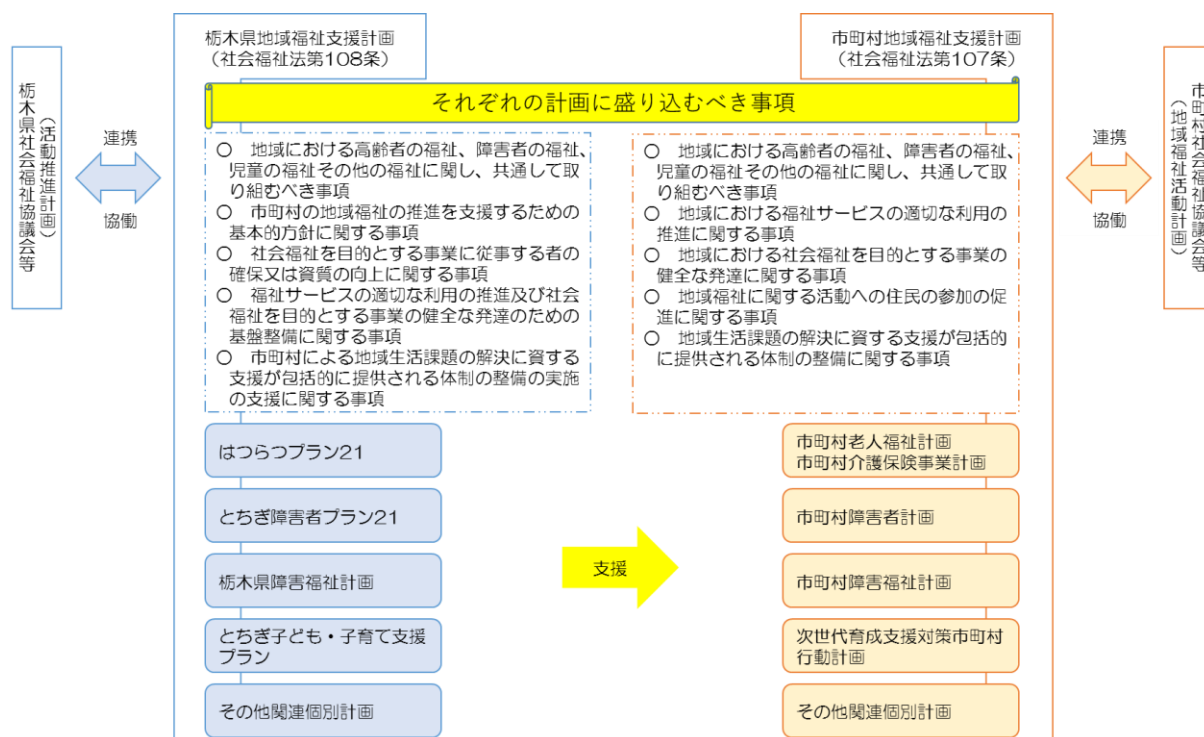 栃木県地域福祉支援計画
（社会福祉法第108条）
市町村地域福祉支援計画
（社会福祉法第107条）
それぞれの計画に盛り込むべき事項
栃木県社会福祉協議会等
（活動推進計画）
連携
協働
○　地域における高齢者の福祉、障害者の福祉、
児童の福祉その他の福祉に関し、共通して取
り組むべき事項
○　市町村の地域福祉の推進を支援するための
基本的方針に関する事項
○　社会福祉を目的とする事業に従事する者の
確保又は資質の向上に関する事項
○　福祉サービスの適切な利用の推進及び社会
福祉を目的とする事業の健全な発達のための
基盤整備に関する事項
○　市町村による地域生活課題の解決に資する
支援が包括的に提供される体制の整備の実施
の支援に関する事項
○　地域における高齢者の福祉、障害者の福祉、
児童の福祉その他の福祉に関し、共通して取
り組むべき事項
○　地域における福祉サービスの適切な利用の
推進に関する事項
○　地域における社会福祉を目的とする事業の
健全な発達に関する事項
○　地域福祉に関する活動への住民の参加の促
進に関する事項
○　地域生活課題の解決に資する支援が包括的
に提供される体制の整備に関する事項
連携
協働
市町村社会福祉協議会等
（地域福祉活動計画）
はつらつプラン21
とちぎ障害者プラン21
栃木県障害福祉計画
とちぎ子ども・子育て支援
プラン
その他関連個別計画
支援
市町村老人福祉計画
市町村介護保険事業計画
市町村障害者計画
市町村障害福祉計画
次世代育成支援対策市町村
行動計画
その他関連個別計画